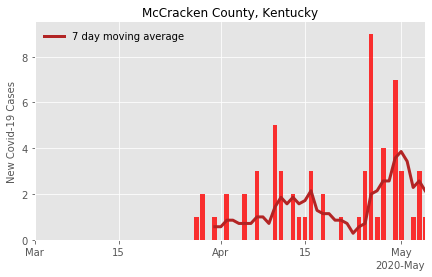 McCracken County, Kentucky
7 day moving average
New Covid-19 Cases
8
6
4
2
0
Mar 15 Apr 15 May
2020-May